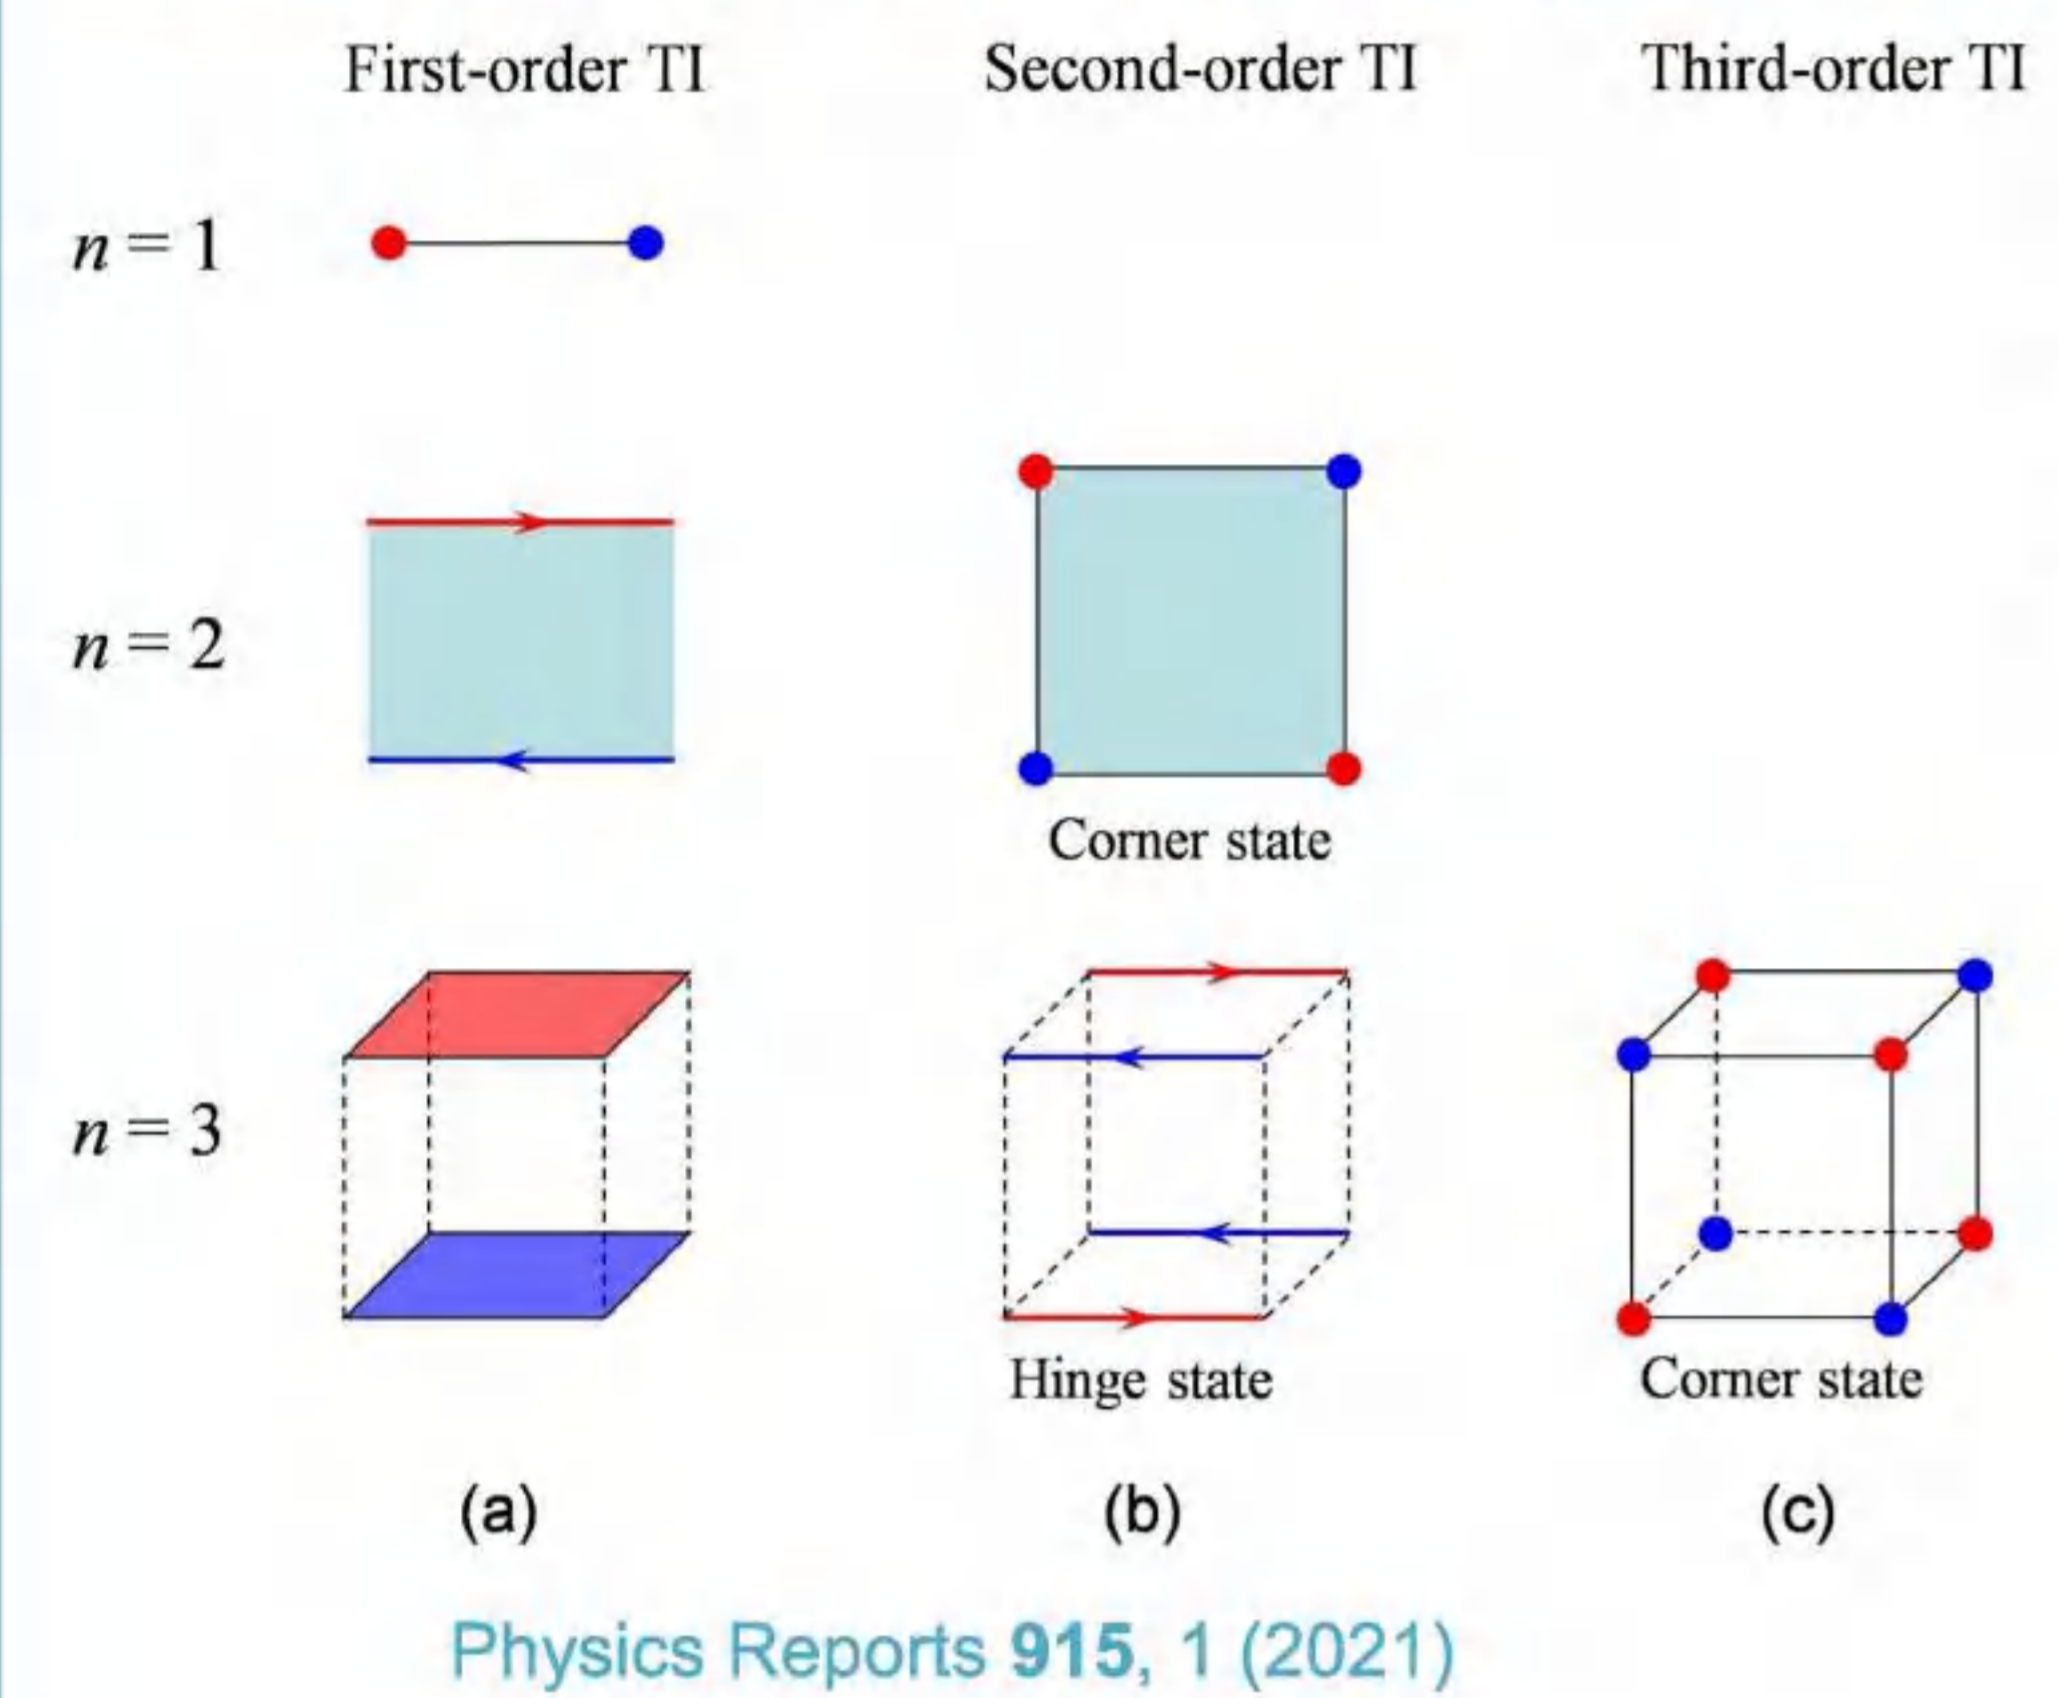 First-order TI Second-order TI Third-order TI
n = 1
n = 2
Corner state
n = 3
Hinge state Corner state
(a) (b) (c)
Physics Reports 915, 1 (2021)